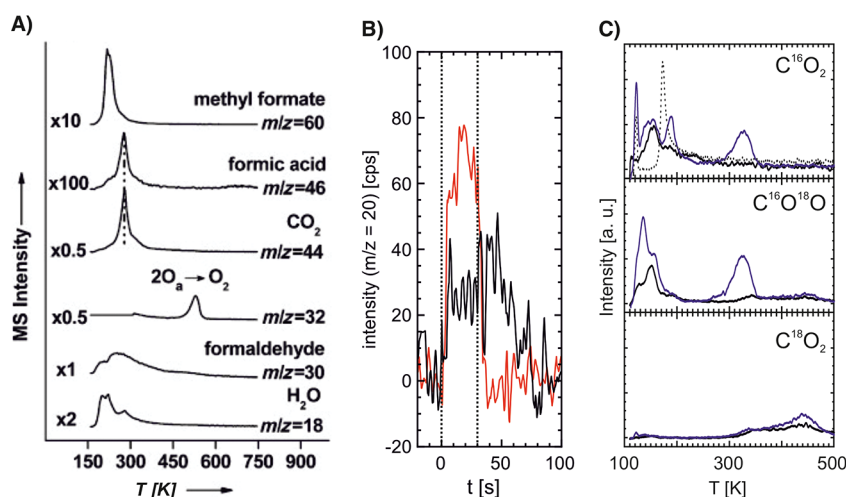 A)
methyl formate
x10
m/z=60
formic acid
x100
m/z=46
CO2
x0.5
m/z=44
2Oa → O2
x0.5
m/z=32
formaldehyde
x1
m/z=30
H2O
x2
m/z=18
MS Intensity
150 300 450 600 750 900
T [K]
B)
100
80
60
40
20
0
-20
intensity (m/z = 20) [cps]
0 50 100
t [s]
C)
C16O2
C16O18O
C18O2
Intensity [a. u.]
100 200 300 400 500
T [K]